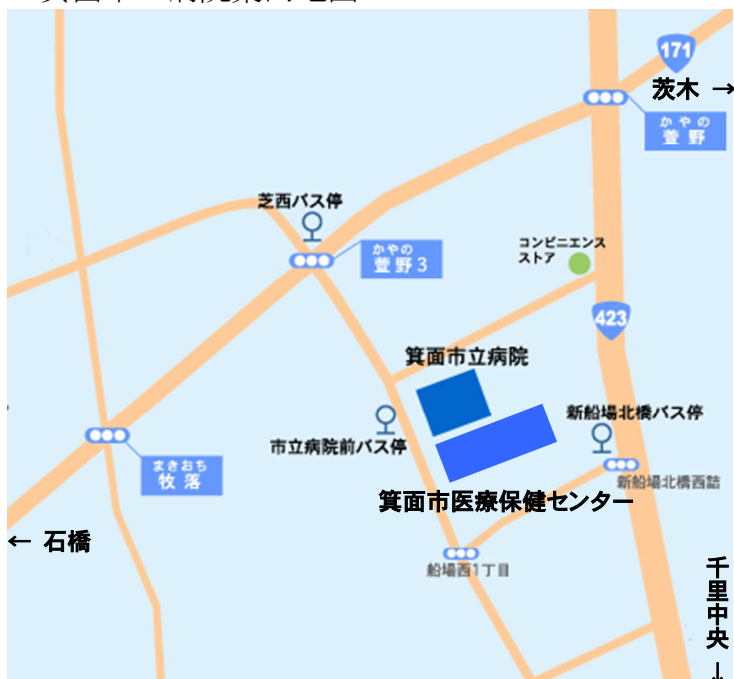 171
茨木 →
かやの
萱野
芝西バス停
かやの
萱野3
コンビニエンス
ストア
423
箕面市立病院
新船場北橋バス停
市立病院前バス停
まきおち
牧落
新船場北橋西詰
箕面市医療保健センター
← 石橋
船場西1丁目
千里中央 ↓